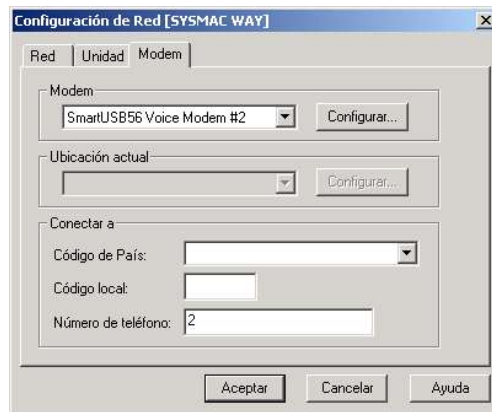 Configuración de Red [SYSMAC WAY]
Red Unidad Modem
Modem
SmartUSB56 Voice Modem #2 Configurar...
Ubicación actual
Configurar...
Conectar a
Código de País:
Código local:
Número de teléfono: 2
Aceptar Cancelar Ayuda